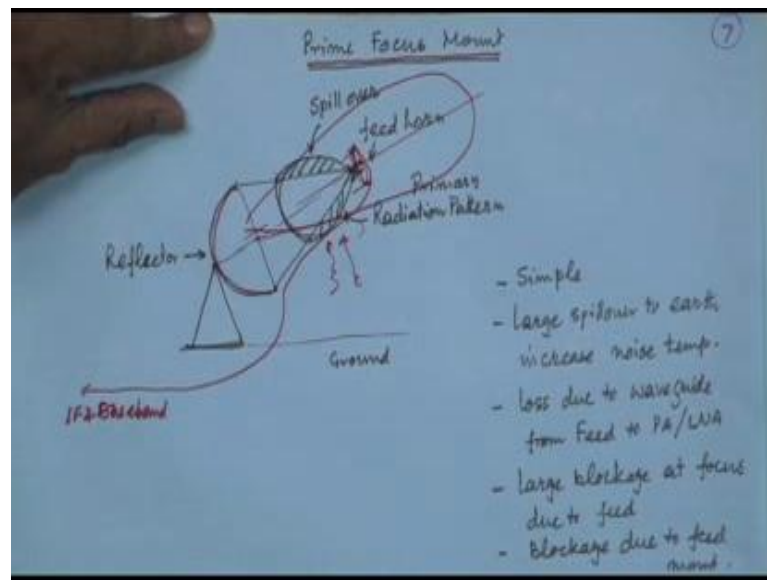 Prime Focus Mount
7
Spill over
feed horn
Primary
Radiation Pattern
Reflector
Ground
IF & Baseband
- Simple
- Large spillover to earth,
increase noise temp.
- loss due to waveguide
from Feed to PA/LNA
- Large blockage at focus
due to feed
- Blockage due to feed
mount.